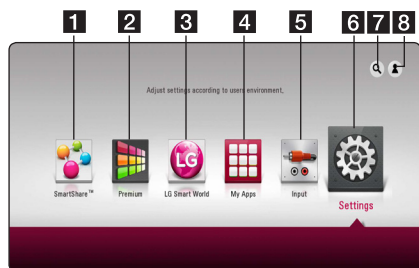 1 2 3 4 5 6 7 8
Adjust settings according to users environment.
LG
SmartShare™ Premium LG Smart World My Apps Input
Settings